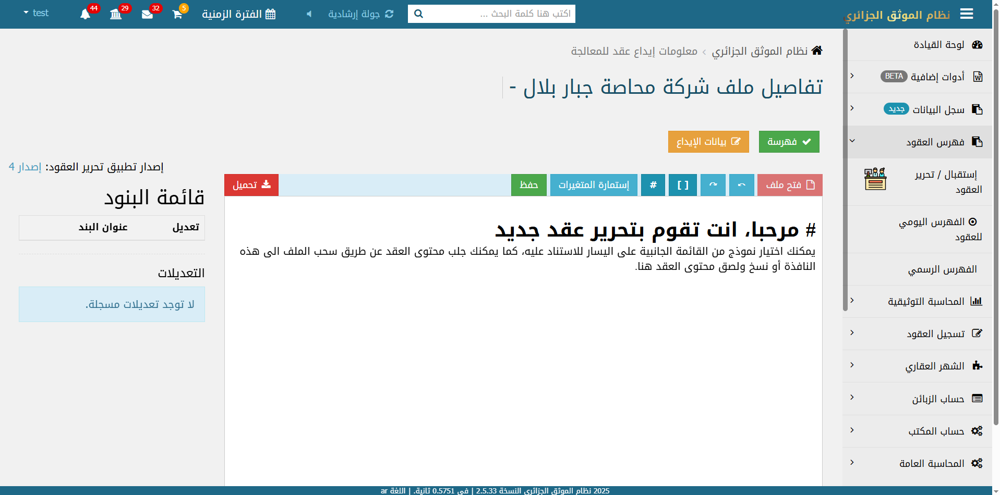 نظام الموثق الجزائري
اكتب هنا كلمة البحث ...
جولة إرشادية
الفترة الزمنية
5
32
29
44
test
لوحة القيادة
أدوات إضافية BETA
سجل البيانات جديد
فهرس العقود
إستقبال / تحرير
العقود
الفهرس اليومي
للعقود
الفهرس الرسمي
المحاسبة التوثيقية
تسجيل العقود
الشهر العقاري
حساب الزبائن
حساب المكتب
المحاسبة العامة
نظام الموثق الجزائري › معلومات إيداع عقد للمعالجة
تفاصيل ملف شركة محاصة جبار بلال -
فهرسة
بيانات الإيداع
فتح ملف
[ ]
#
إستمارة المتغيرات
حفظ
تحميل
# مرحبا، انت تقوم بتحرير عقد جديد
يمكنك اختيار نموذج من القائمة الجانبية على اليسار للاستناد عليه، كما يمكنك جلب محتوى العقد عن طريق سحب الملف الى هذه
النافذة أو نسخ ولصق محتوى العقد هنا.
إصدار تطبيق تحرير العقود: إصدار 4
قائمة البنود
تعديل عنوان البند
التعديلات
لا توجد تعديلات مسجلة.
2025 نظام الموثق الجزائري النسخة 2.5.33 | في 0.5751 ثانية. | اللغة ar